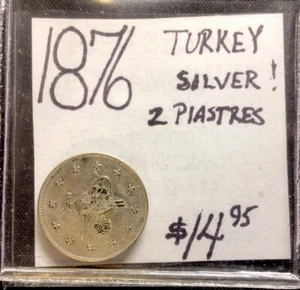 1876 TURKEY
SILVER!
2 PIASTRES
$14.95